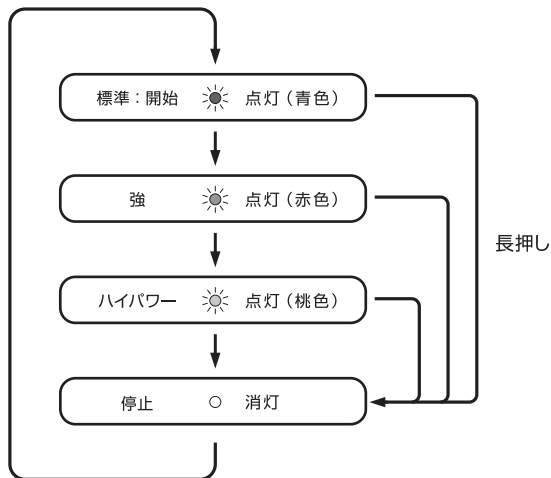 標準：開始 点灯（青色）
強 点灯（赤色）
長押し
ハイパワー 点灯（桃色）
停止 消灯